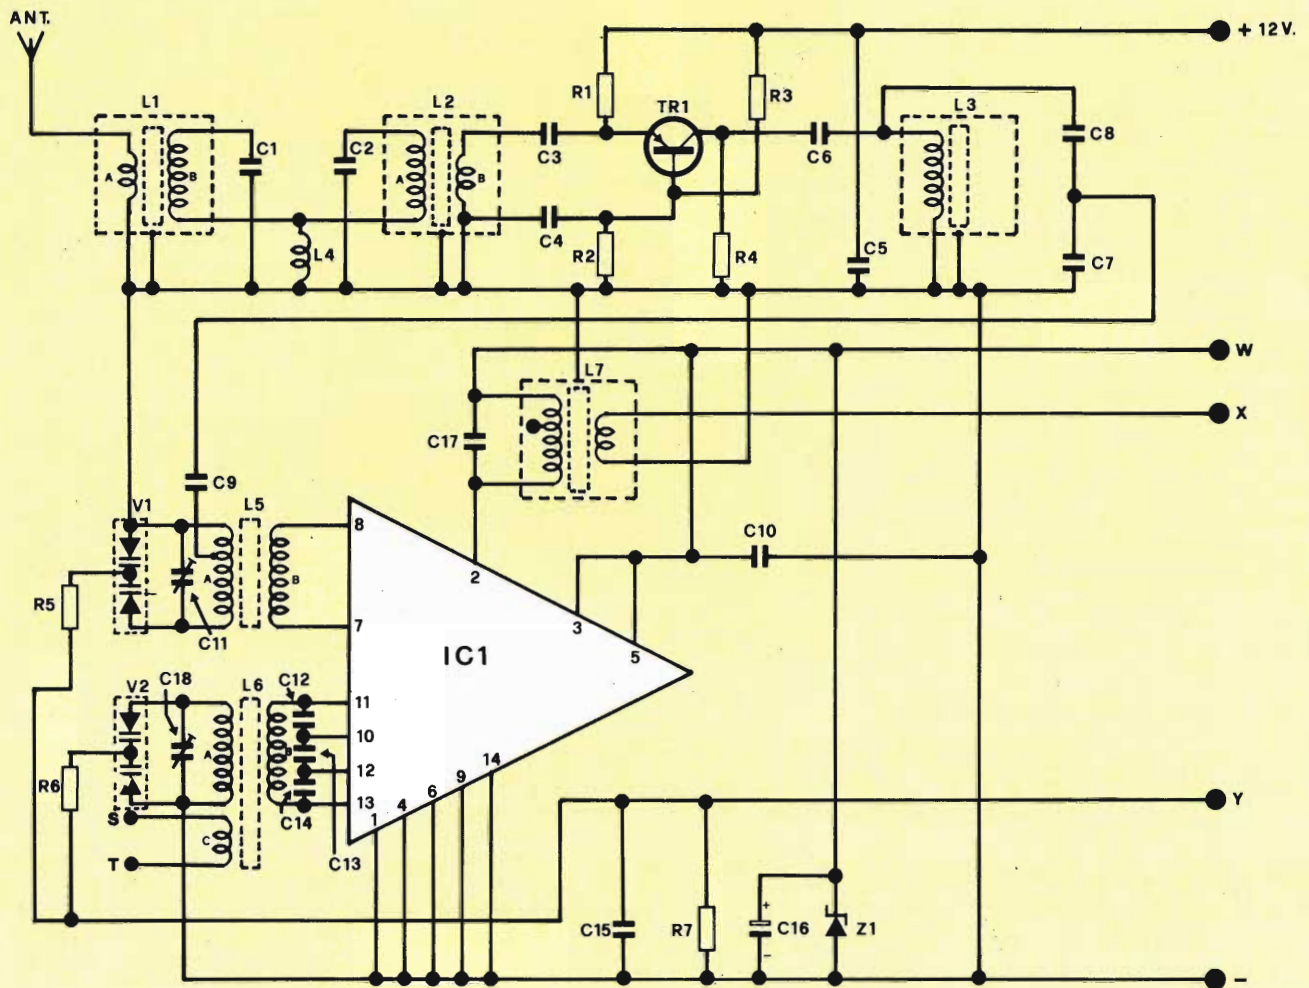 ANT.
+ 12 V.
R1
TR1
R3
L1
L2
L3
C1
C2
C3
C6
C8
A
B
A
B
L4
C4
R2
R4
C5
C7
W
L7
X
C17
C9
V1
L5
8
C10
2
A
B
R5
3
C11
7
IC1
5
C18
V2
L6
C12
11
10
A
B
12
14
R6
9
13
6
C14
4
Y
S
1
C
T
C13
+
C15
R7
C16
Z1
–
–